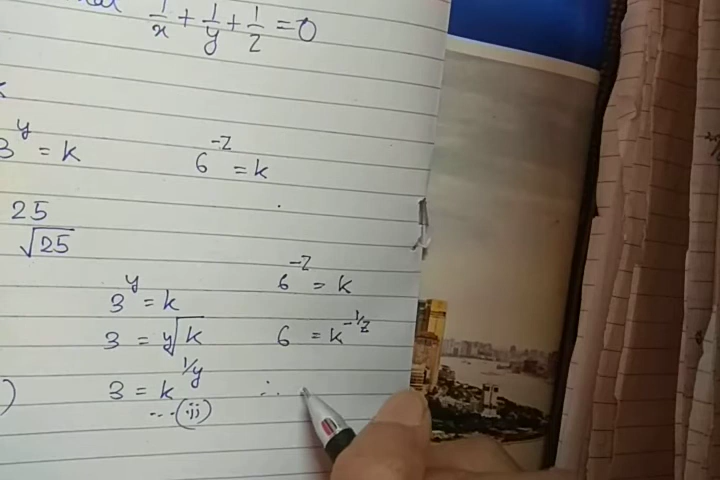 1/x + 1/y + 1/z = 0
3^y = k 6^-z = k
25
√25
3^y = k 6^-z = k
3 = y√k 6 = k^-1/z
3 = k^1/y ∴
...(ii)